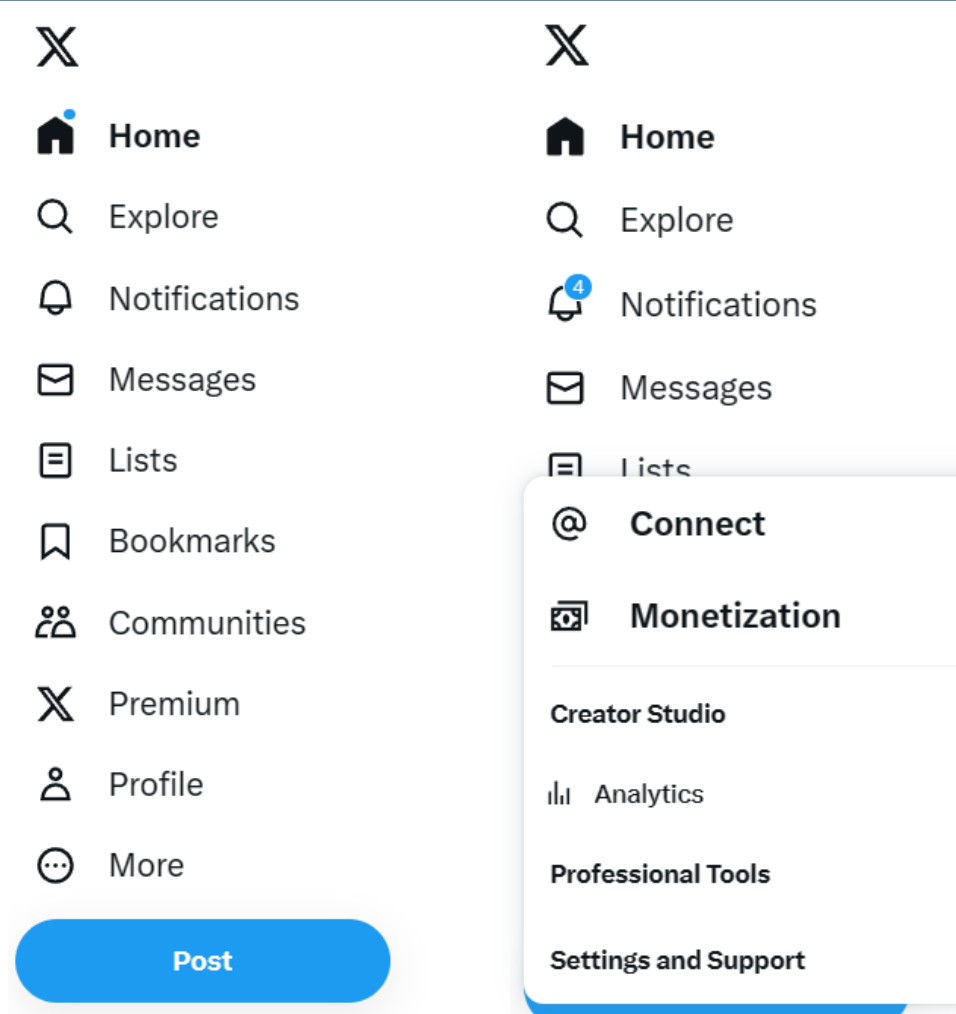 Home
Explore
Notifications
Messages
Lists
Bookmarks
Communities
Premium
Profile
More
Post
Home
Explore
4
Notifications
Messages
Lists
Connect
Monetization
Creator Studio
Analytics
Professional Tools
Settings and Support